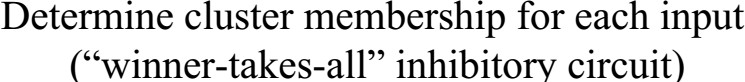 Determine cluster membership for each input
(“winner-takes-all” inhibitory circuit)